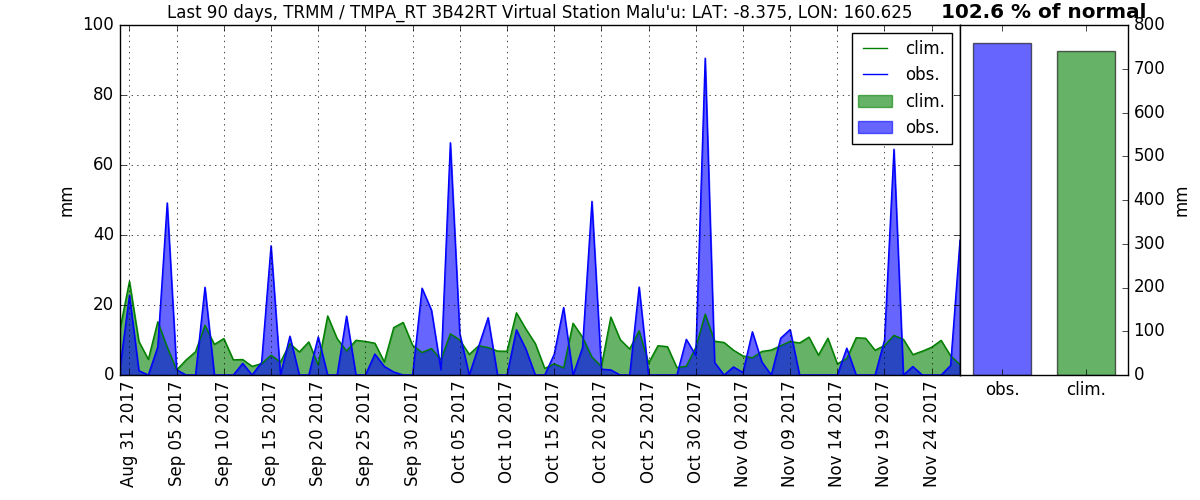 Last 90 days, TRMM / TMPA_RT 3B42RT Virtual Station Malu'u: LAT: -8.375, LON: 160.625
102.6 % of normal
100
80
60
40
20
0
mm
clim.
obs.
clim.
obs.
800
700
600
500
400
300
200
100
0
mm
obs.
clim.
Aug 31 2017
Sep 05 2017
Sep 10 2017
Sep 15 2017
Sep 20 2017
Sep 25 2017
Sep 30 2017
Oct 05 2017
Oct 10 2017
Oct 15 2017
Oct 20 2017
Oct 25 2017
Oct 30 2017
Nov 04 2017
Nov 09 2017
Nov 14 2017
Nov 19 2017
Nov 24 2017